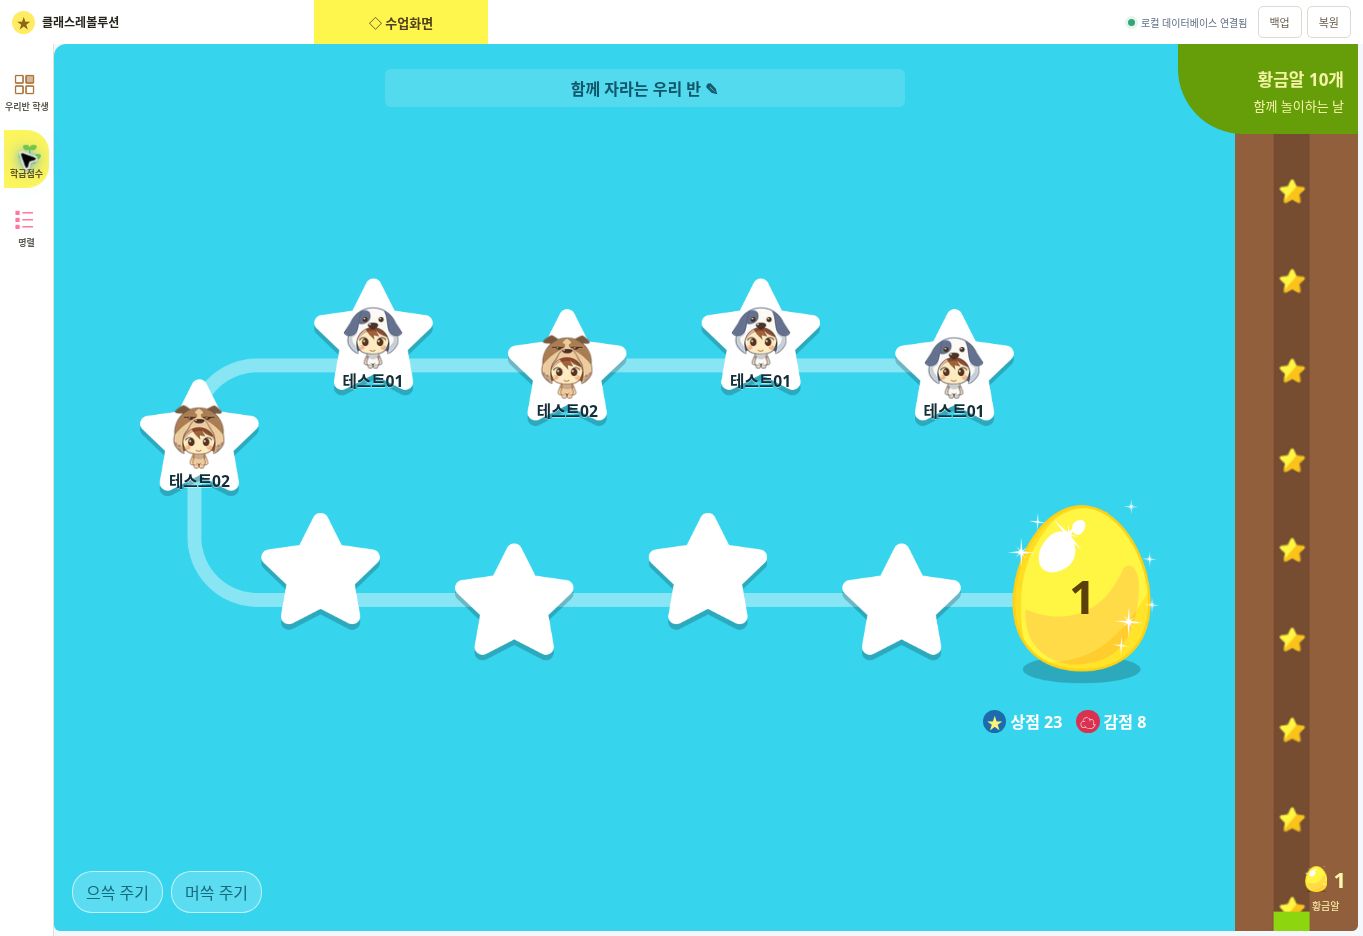 클래스레볼루션
◇ 수업화면
로컬 데이터베이스 연결됨
백업
복원
우리반 학생
학급점수
명렬
함께 자라는 우리 반 ✎
황금알 10개
함께 놀이하는 날
테스트01
테스트02
테스트01
테스트01
테스트02
1
상점 23
감점 8
으쓱 주기
머쓱 주기
1
황금알